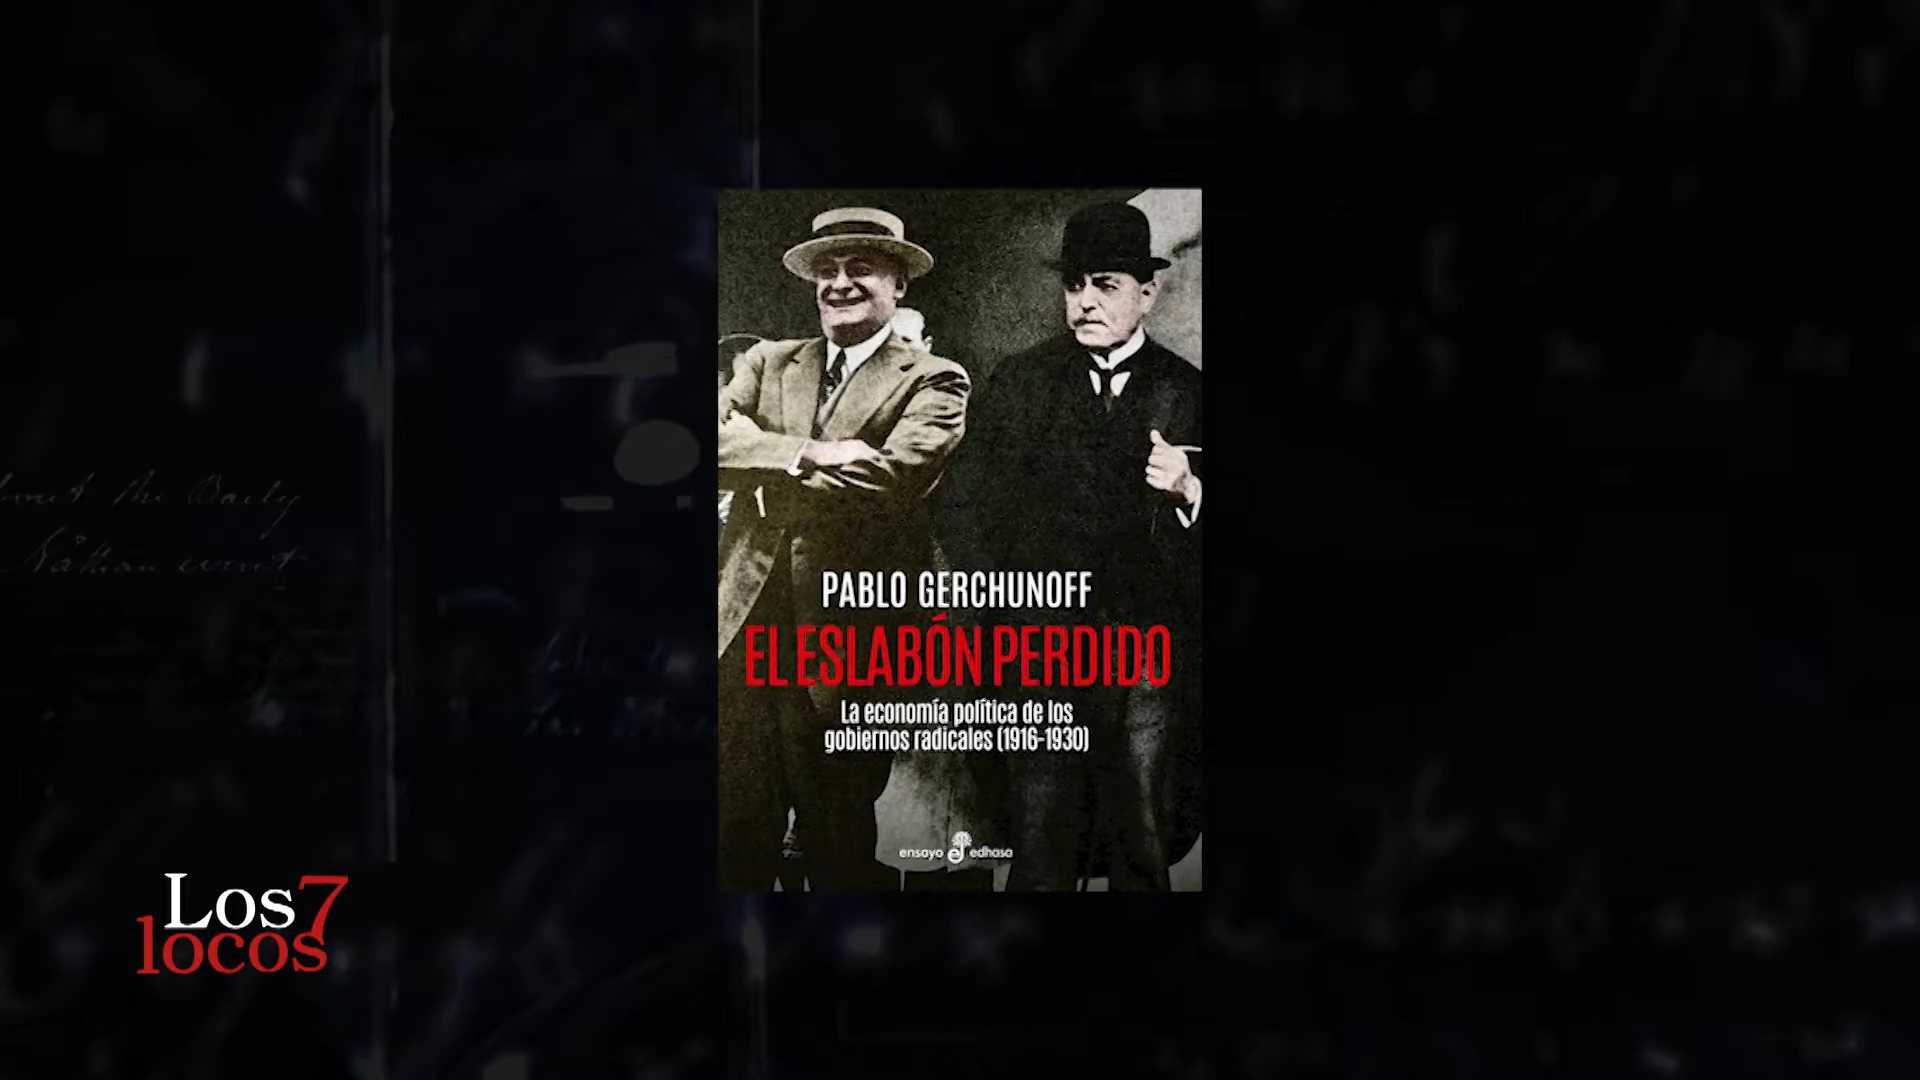 PABLO GERCHUNOFF
EL ESLABÓN PERDIDO
La economía política de los
gobiernos radicales (1916-1930)
ensayo edhasa
Los 7
locos